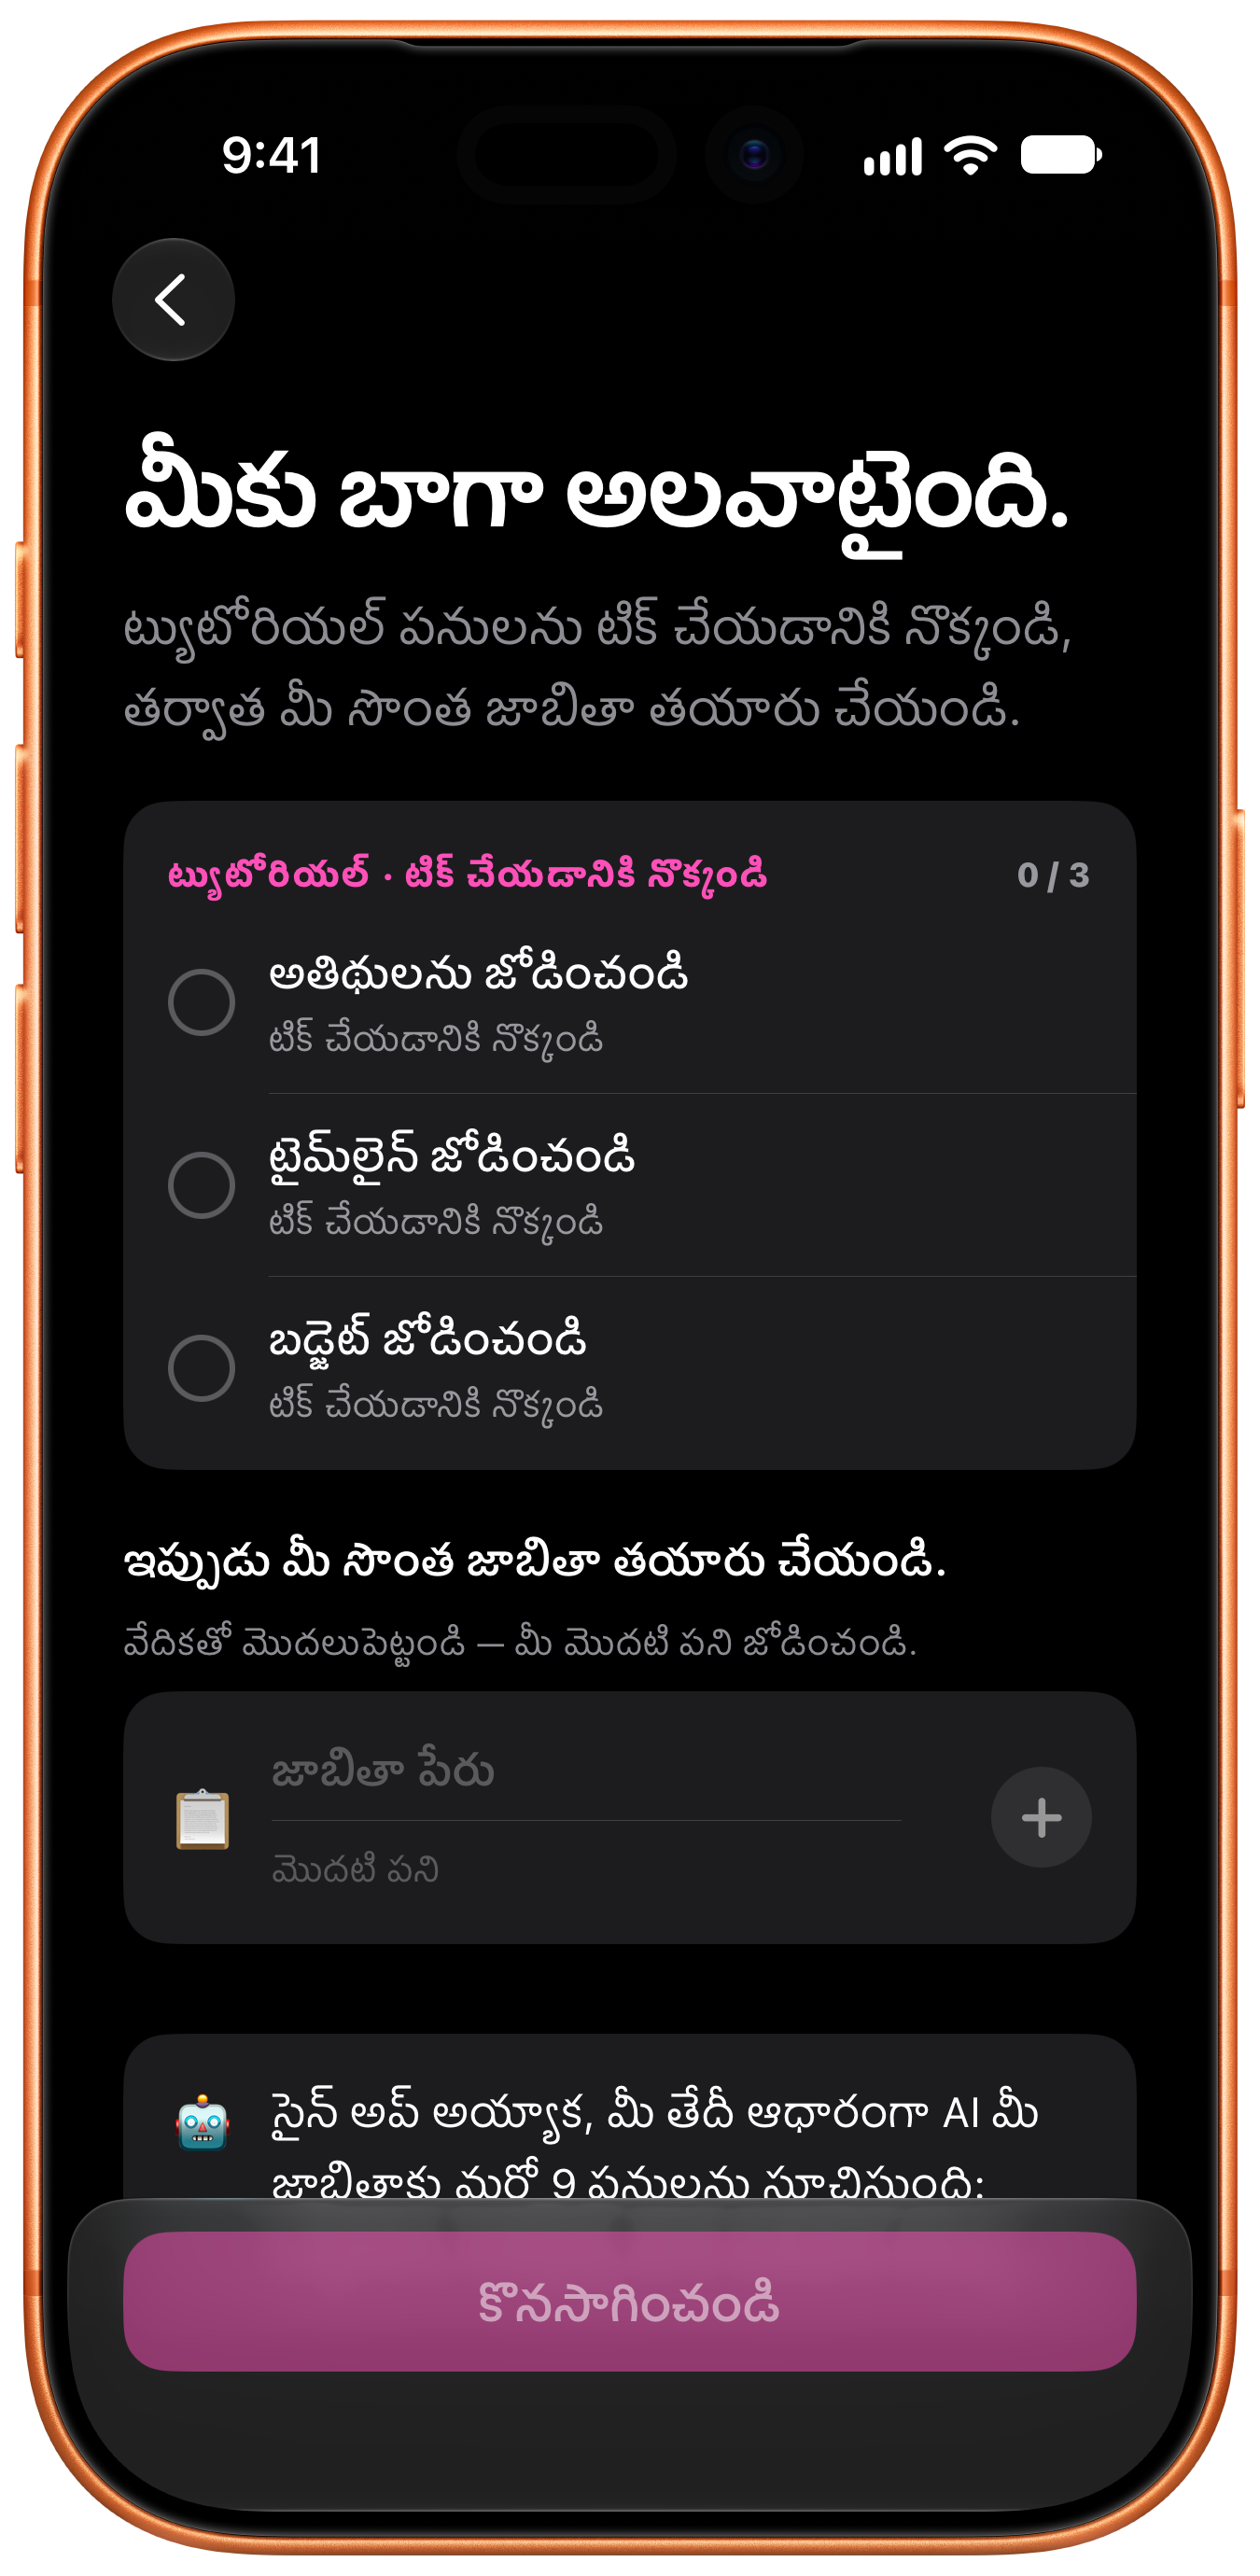 9:41
మీకు బాగా అలవాటైంది.
ట్యుటోరియల్ పనులను టిక్ చేయడానికి నొక్కండి,
తర్వాత మీ సొంత జాబితా తయారు చేయండి.
ట్యుటోరియల్ · టిక్ చేయడానికి నొక్కండి 0 / 3
అతిథులను జోడించండి
టిక్ చేయడానికి నొక్కండి
టైమ్‌లైన్ జోడించండి
టిక్ చేయడానికి నొక్కండి
బడ్జెట్ జోడించండి
టిక్ చేయడానికి నొక్కండి
ఇప్పుడు మీ సొంత జాబితా తయారు చేయండి.
వేదికతో మొదలుపెట్టండి — మీ మొదటి పని జోడించండి.
జాబితా పేరు
మొదటి పని
సైన్ అప్ అయ్యాక, మీ తేదీ ఆధారంగా AI మీ
జాబితాకు మరో 9 పనులను సూచిస్తుంది:
కొనసాగించండి